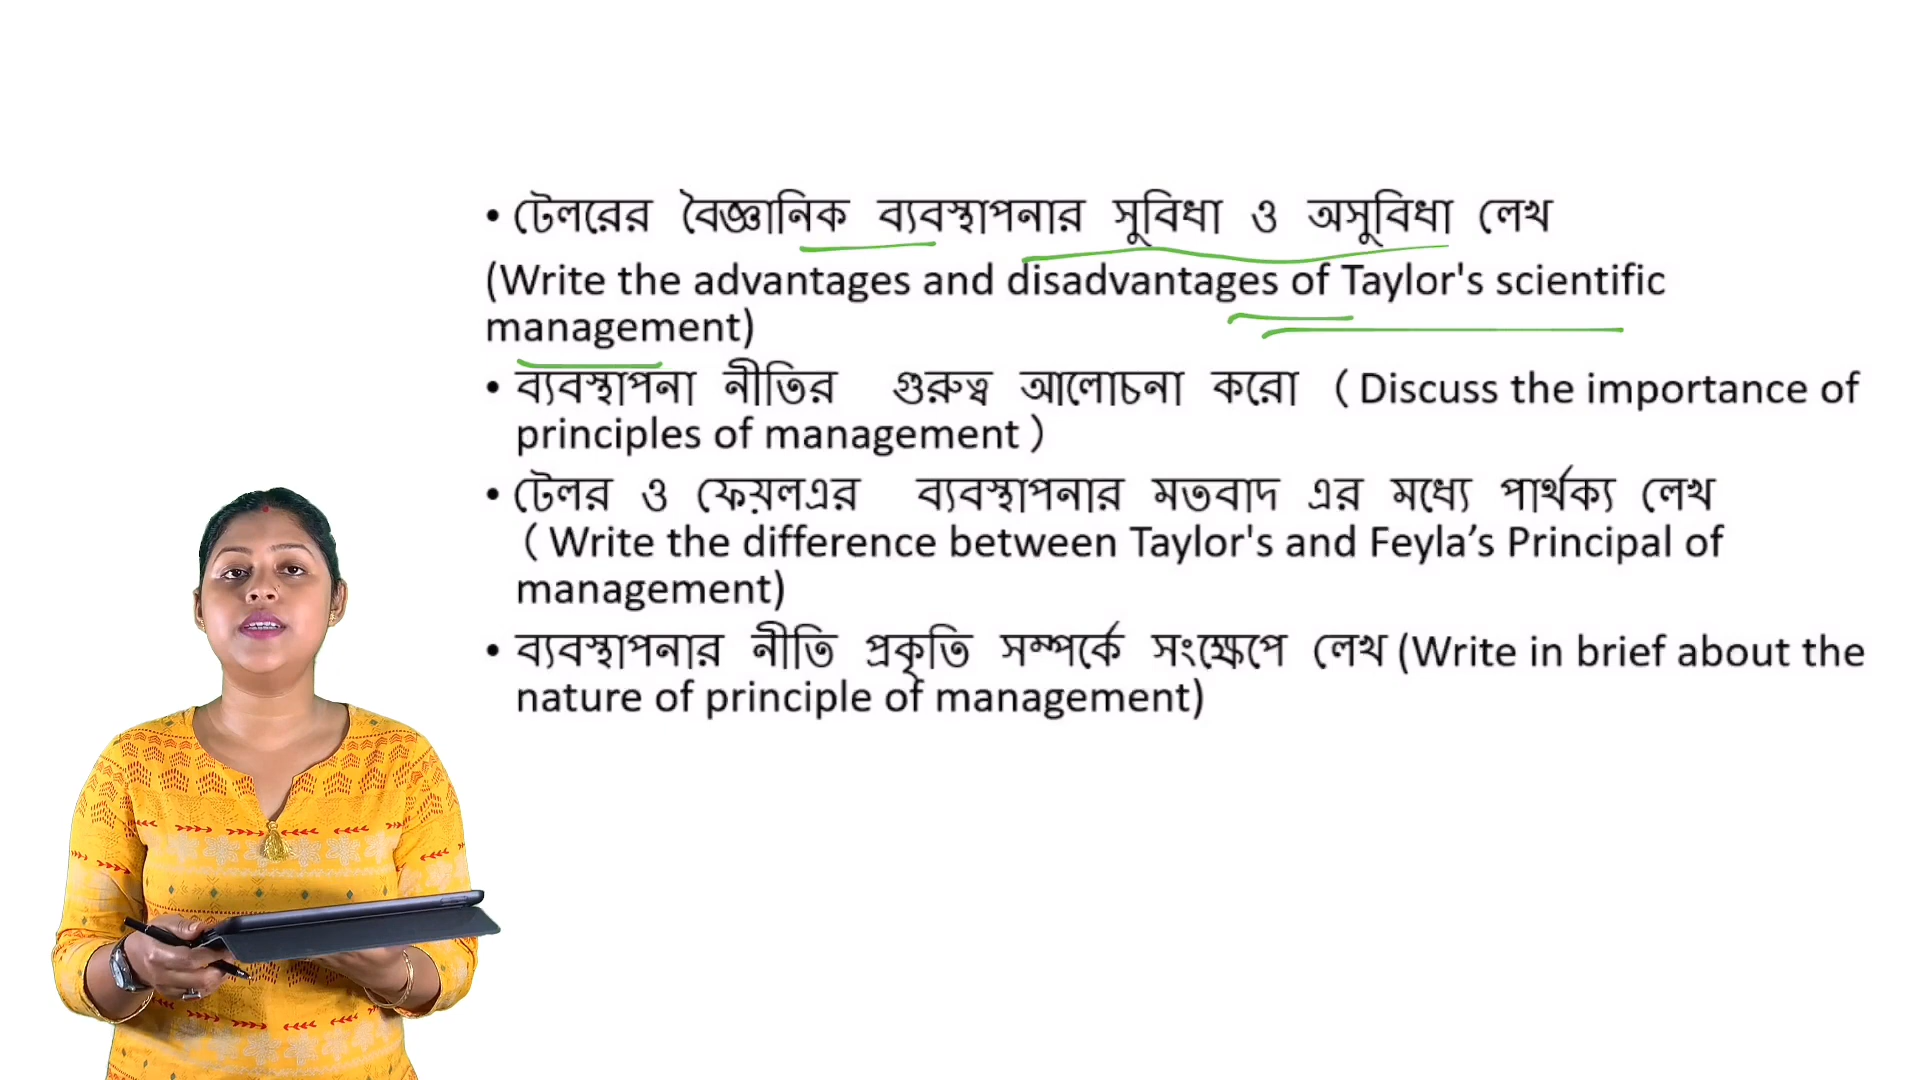 • টেলরের বৈজ্ঞানিক ব্যবস্থাপনার সুবিধা ও অসুবিধা লেখ
(Write the advantages and disadvantages of Taylor's scientific
management)
• ব্যবস্থাপনা নীতির গুরুত্ব আলোচনা করো ( Discuss the importance of
principles of management )
• টেলর ও ফেয়লএর ব্যবস্থাপনার মতবাদ এর মধ্যে পার্থক্য লেখ
( Write the difference between Taylor's and Feyla’s Principal of
management)
• ব্যবস্থাপনার নীতি প্রকৃতি সম্পর্কে সংক্ষেপে লেখ (Write in brief about the
nature of principle of management)